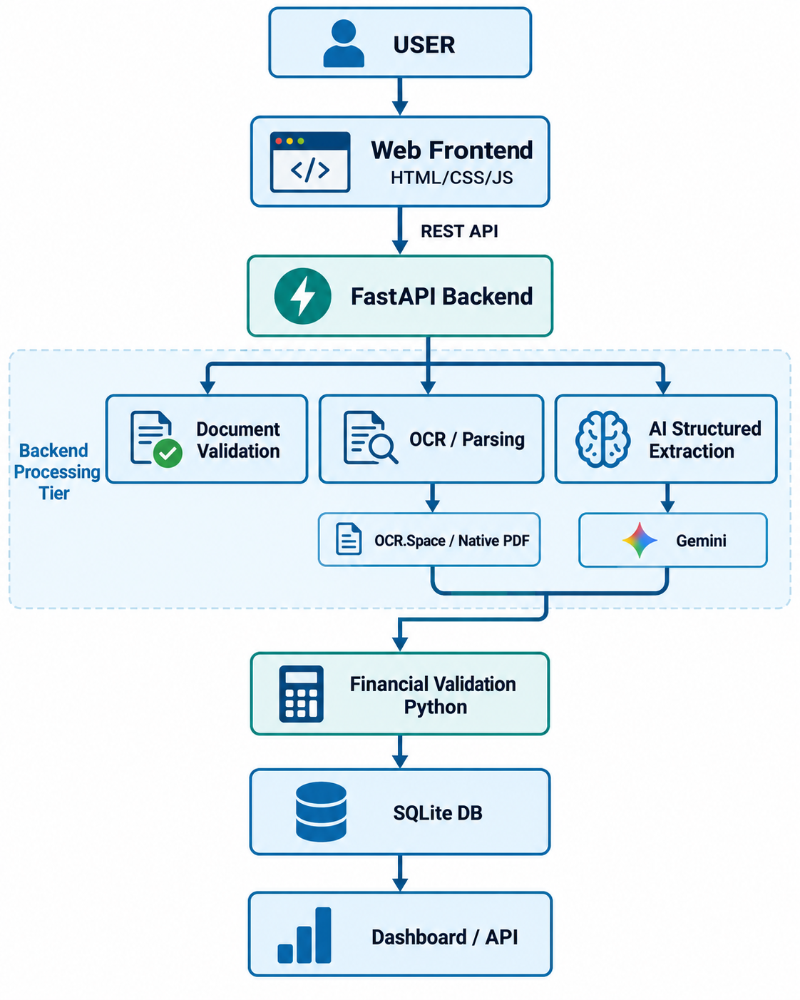 USER
Web Frontend
HTML/CSS/JS
REST API
FastAPI Backend
Backend
Processing
Tier
Document
Validation
OCR / Parsing
AI Structured
Extraction
OCR.Space / Native PDF
Gemini
Financial Validation
Python
SQLite DB
Dashboard / API